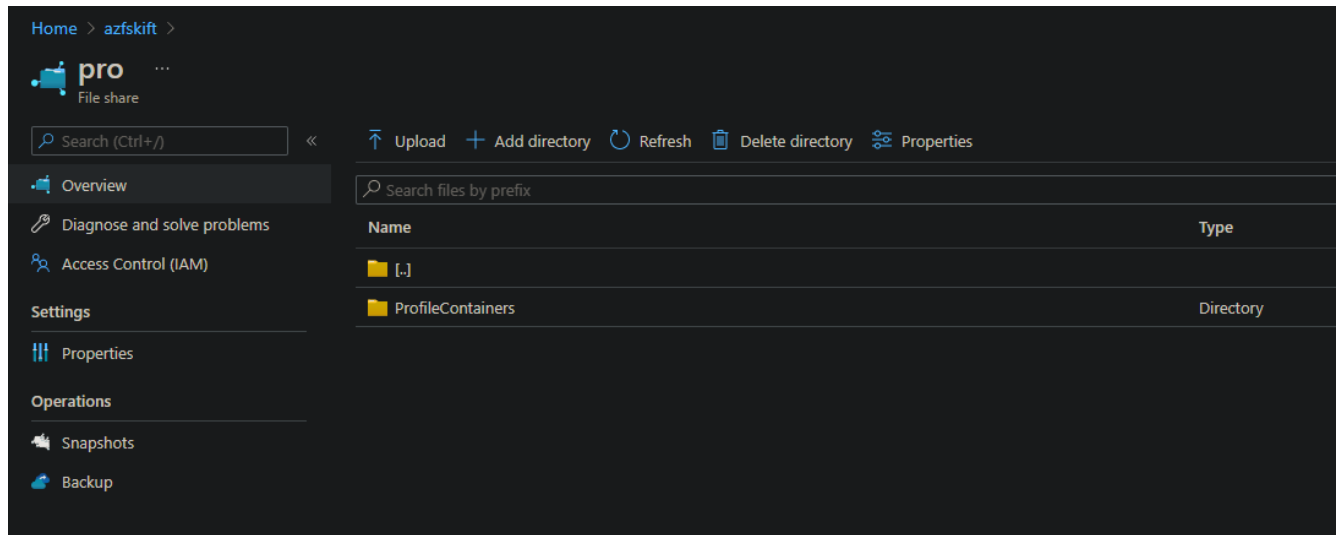 Home > azfskift >
pro ...
File share
Search (Ctrl+/) «
Upload Add directory Refresh Delete directory Properties
Overview
Search files by prefix
Diagnose and solve problems
Name Type
Access Control (IAM)
[..]
Settings
ProfileContainers Directory
Properties
Operations
Snapshots
Backup